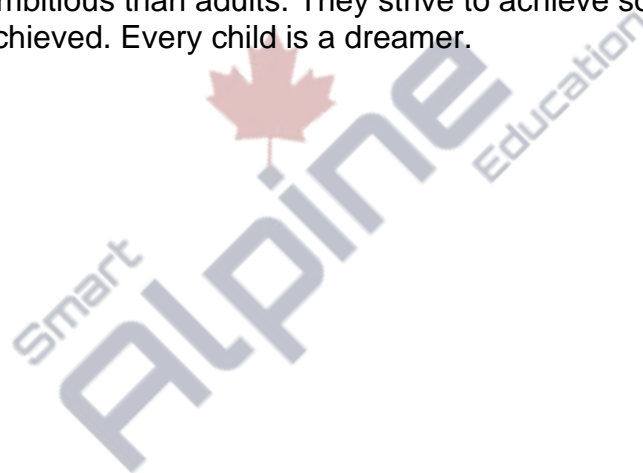 mbitious than adults. They strive to achieve so
chieved. Every child is a dreamer.
Smart
Alpine
Education